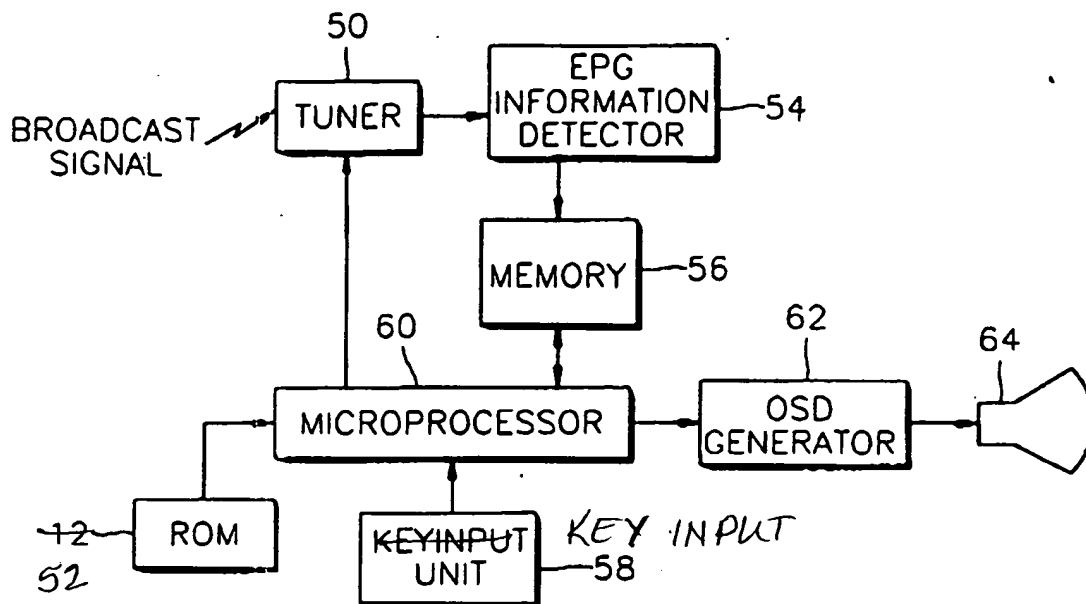 50
TUNER
BROADCAST
SIGNAL
EPG
INFORMATION
DETECTOR
54
MEMORY
56
60
MICROPROCESSOR
62
OSD
GENERATOR
64
12
52
ROM
KEYINPUT
UNIT
KEY INPUT
58